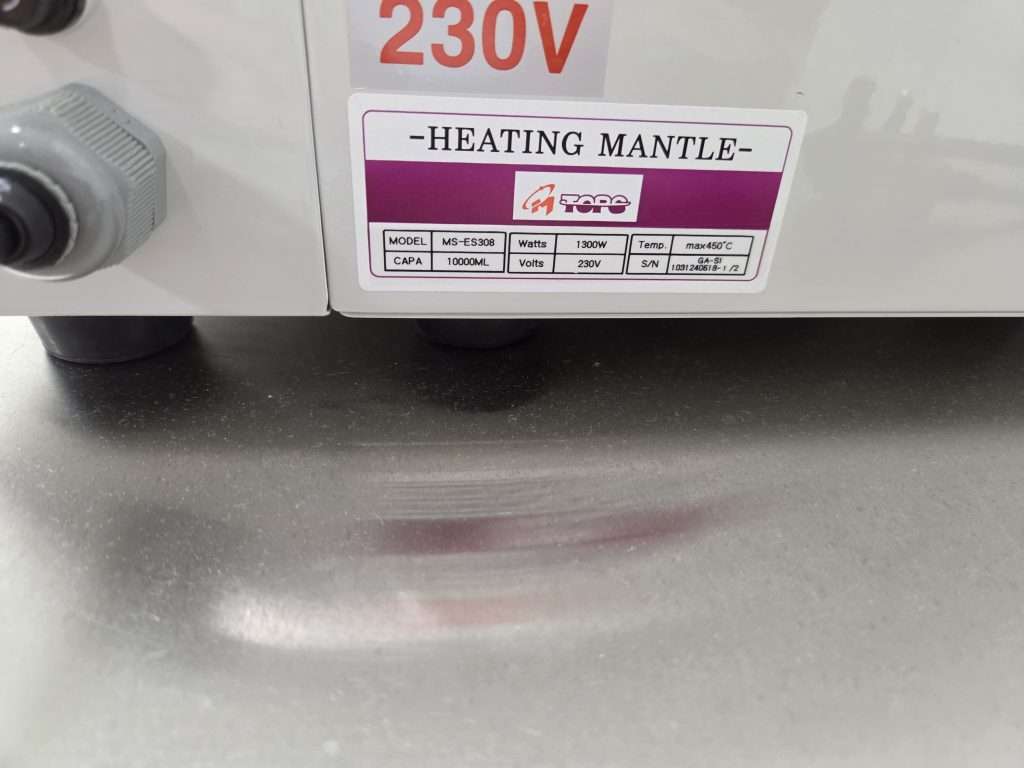 230V
-HEATING MANTLE-
M TOPS
MODEL MS-ES308 Watts 1300W Temp. max450°C
CAPA 10000ML Volts 230V S/N GA-SI
1031240618-1/2